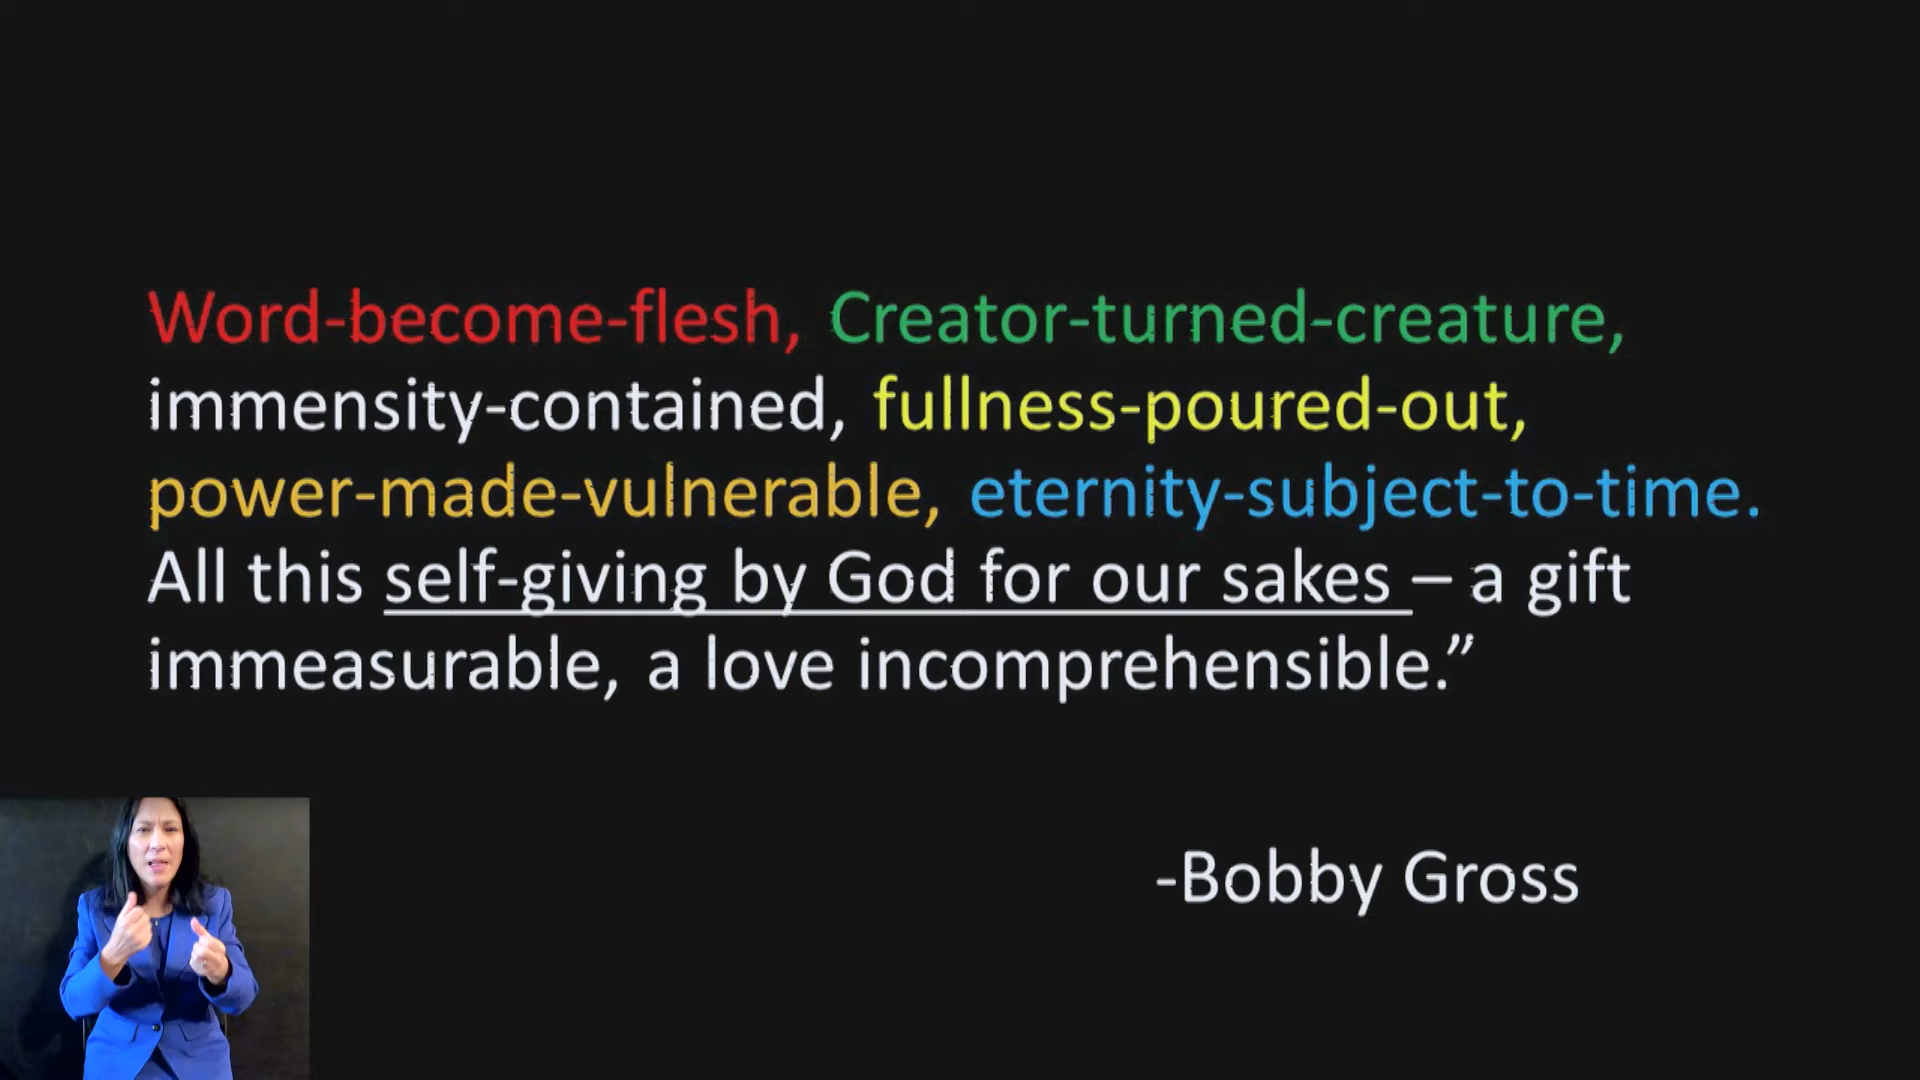 Word-become-flesh, Creator-turned-creature,
immensity-contained, fullness-poured-out,
power-made-vulnerable, eternity-subject-to-time.
All this self-giving by God for our sakes – a gift
immeasurable, a love incomprehensible.”
-Bobby Gross